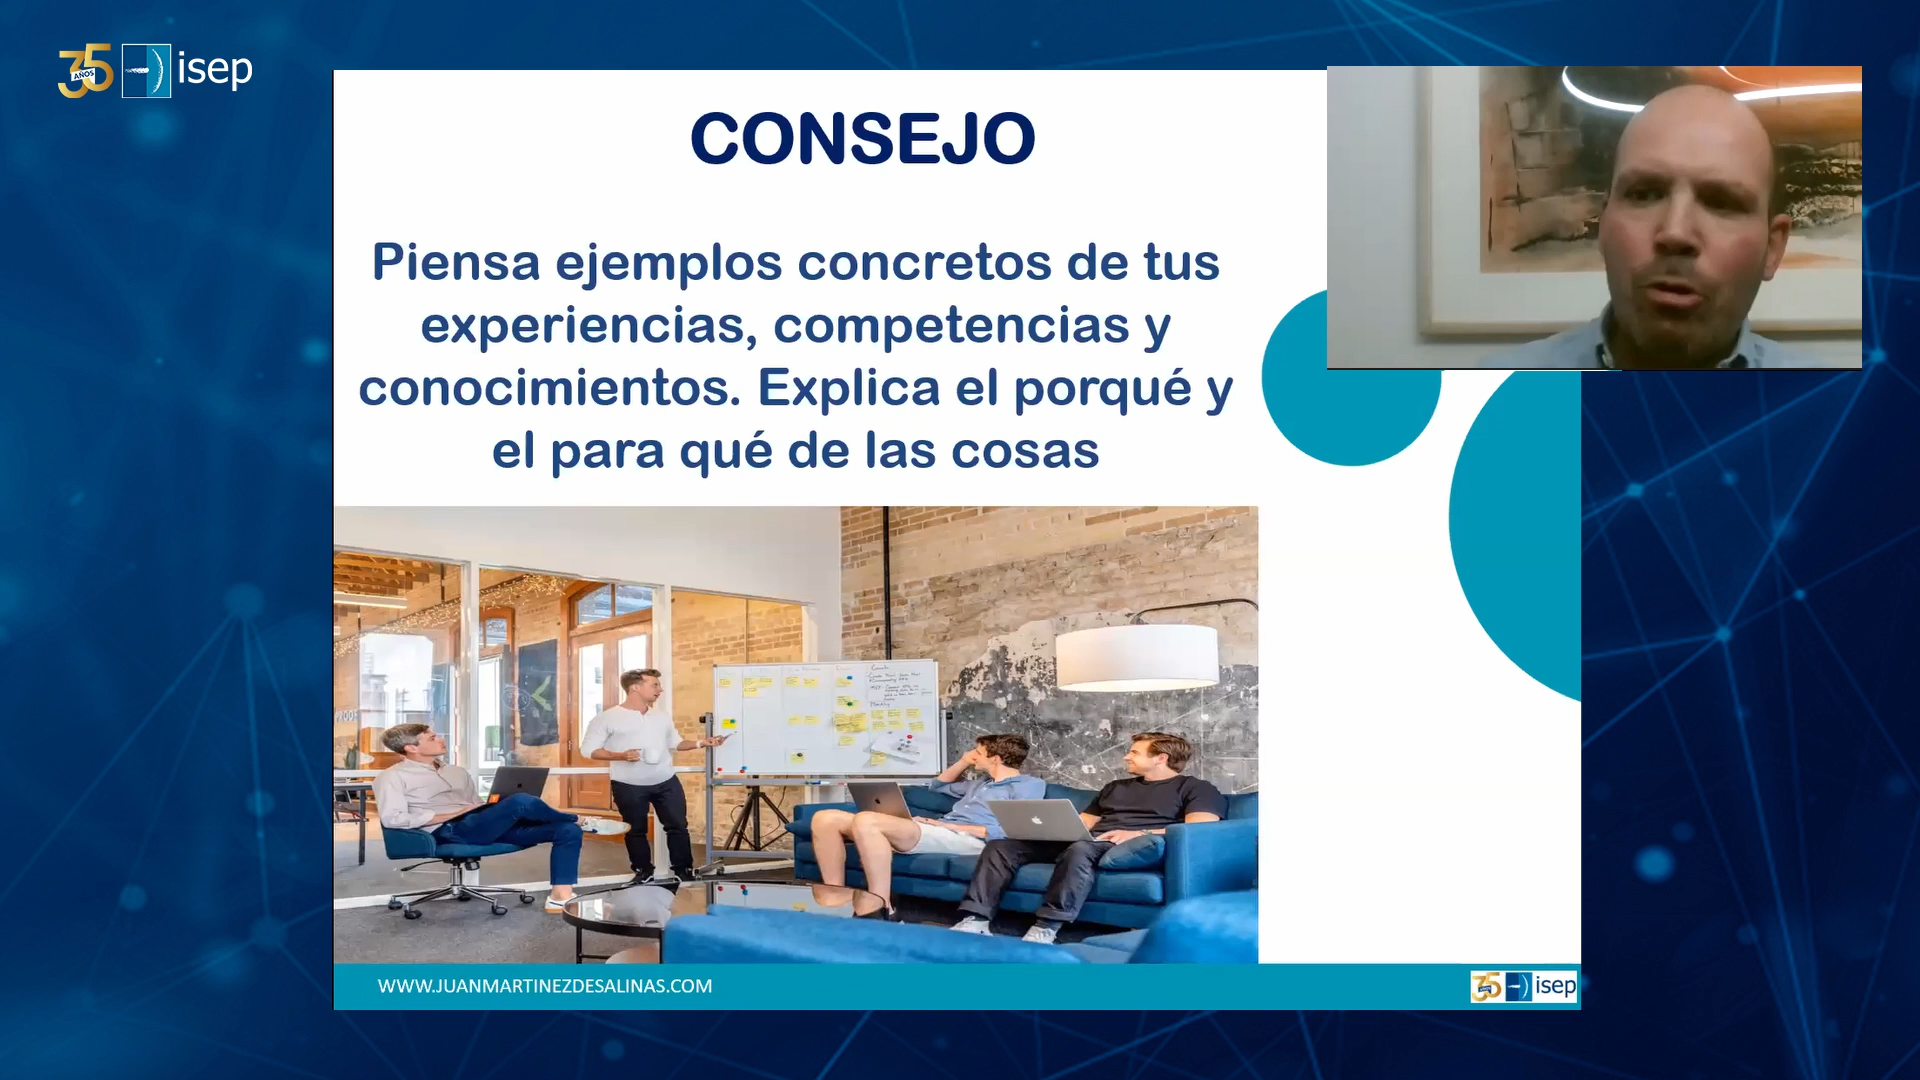 35
AÑOS
isep
CONSEJO
Piensa ejemplos concretos de tus
experiencias, competencias y
conocimientos. Explica el porqué y
el para qué de las cosas
WWW.JUANMARTINEZDESALINAS.COM
35
AÑOS
isep